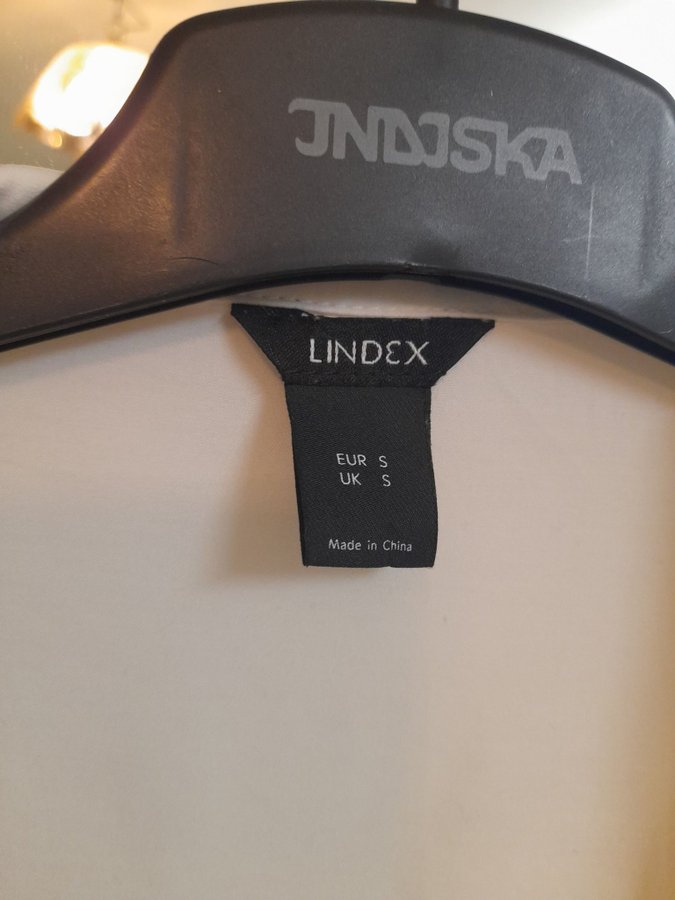 INDISKA
LINDEX
EUR S
UK S
Made in China